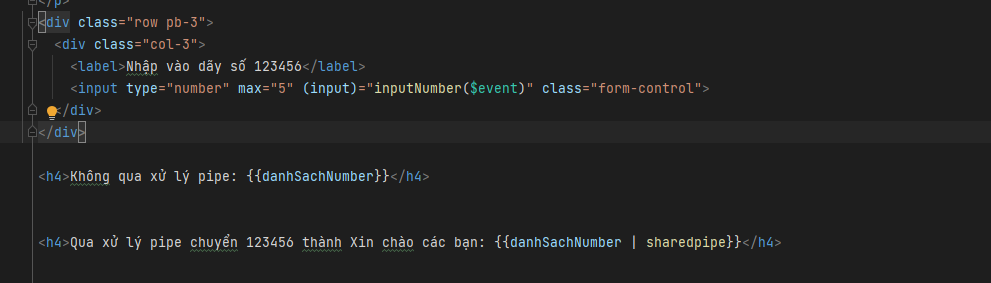 </p>
<div class="row pb-3">
<div class="col-3">
<label>Nhập vào dãy số 123456</label>
<input type="number" max="5" (input)="inputNumber($event)" class="form-control">
</div>
</div>
<h4>Không qua xử lý pipe: {{danhSachNumber}}</h4>
<h4>Qua xử lý pipe chuyển 123456 thành Xin chào các bạn: {{danhSachNumber | sharedpipe}}</h4>